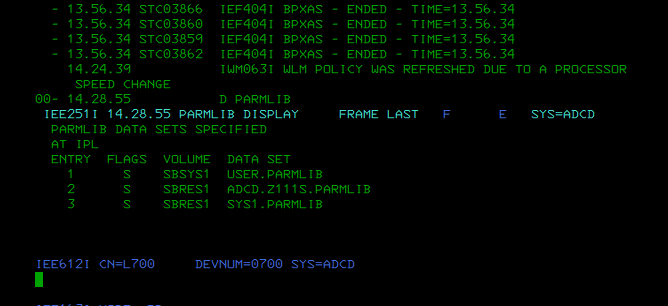 - 13.56.34 STC03866  IEF404I BPXAS - ENDED - TIME=13.56.34
- 13.56.34 STC03860  IEF404I BPXAS - ENDED - TIME=13.56.34
- 13.56.34 STC03859  IEF404I BPXAS - ENDED - TIME=13.56.34
- 13.56.34 STC03862  IEF404I BPXAS - ENDED - TIME=13.56.34
14.24.39           IWM063I WLM POLICY WAS REFRESHED DUE TO A PROCESSOR
SPEED CHANGE
00- 14.28.55           D PARMLIB
IEE251I 14.28.55 PARMLIB DISPLAY     FRAME LAST   F      E   SYS=ADCD
PARMLIB DATA SETS SPECIFIED
AT IPL
ENTRY  FLAGS  VOLUME  DATA SET
1      S    SBSYS1  USER.PARMLIB
2      S    SBRES1  ADCD.Z111S.PARMLIB
3      S    SBRES1  SYS1.PARMLIB
IEE612I CN=L700     DEVNUM=0700 SYS=ADCD